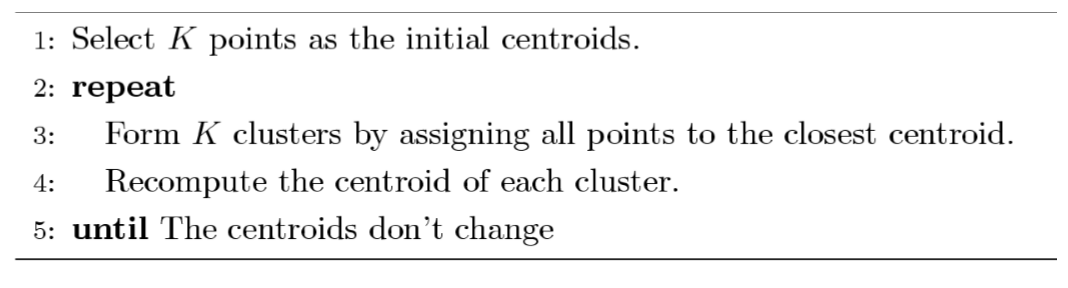 1: Select K points as the initial centroids.
2: repeat
3: Form K clusters by assigning all points to the closest centroid.
4: Recompute the centroid of each cluster.
5: until The centroids don't change